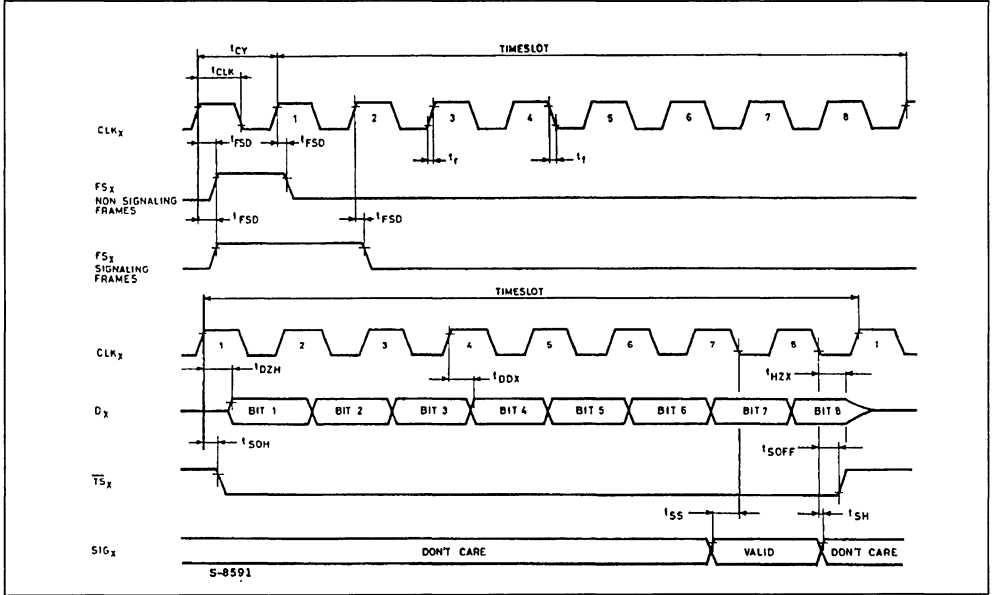 tCY
TIMESLOT
tCLK
CLKX
1 2 3 4 5 6 7 8
tFSD tFSD
tr tf
FSX
NON SIGNALING
FRAMES
tFSD tFSD
FSX
SIGNALING
FRAMES
TIMESLOT
CLKX
1 2 3 4 5 6 7 8 1
tDZH tDDX tHZX
DX
BIT 1 BIT 2 BIT 3 BIT 4 BIT 5 BIT 6 BIT 7 BIT 8
tSOH tSOFF
TSX
tSS tSH
SIGX
DON'T CARE VALID DON'T CARE
S-8591